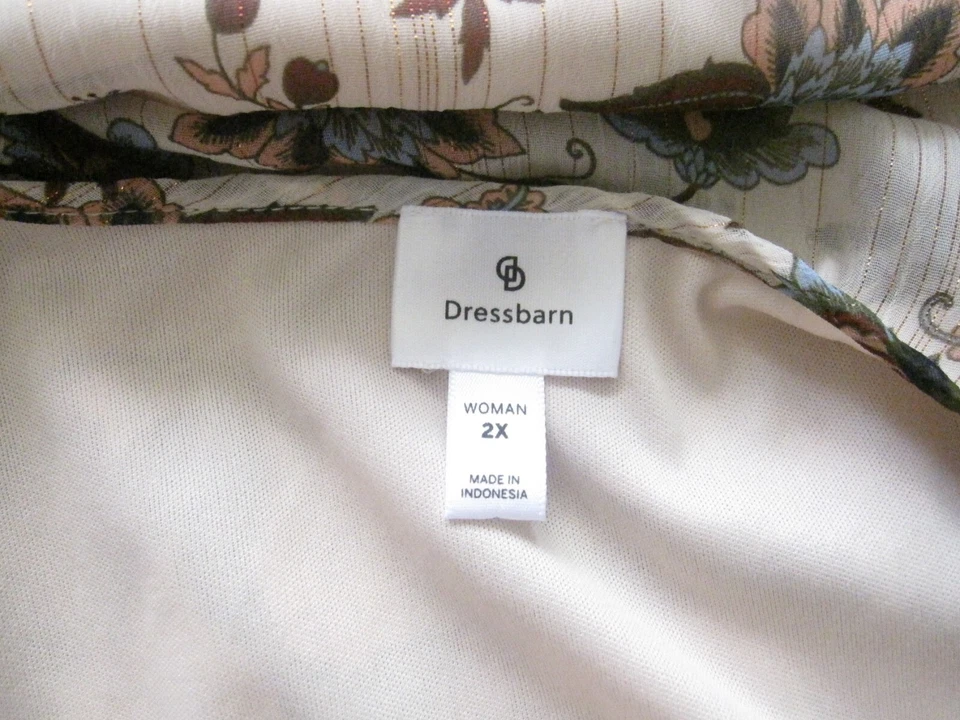 Dressbarn
WOMAN
2X
MADE IN
INDONESIA